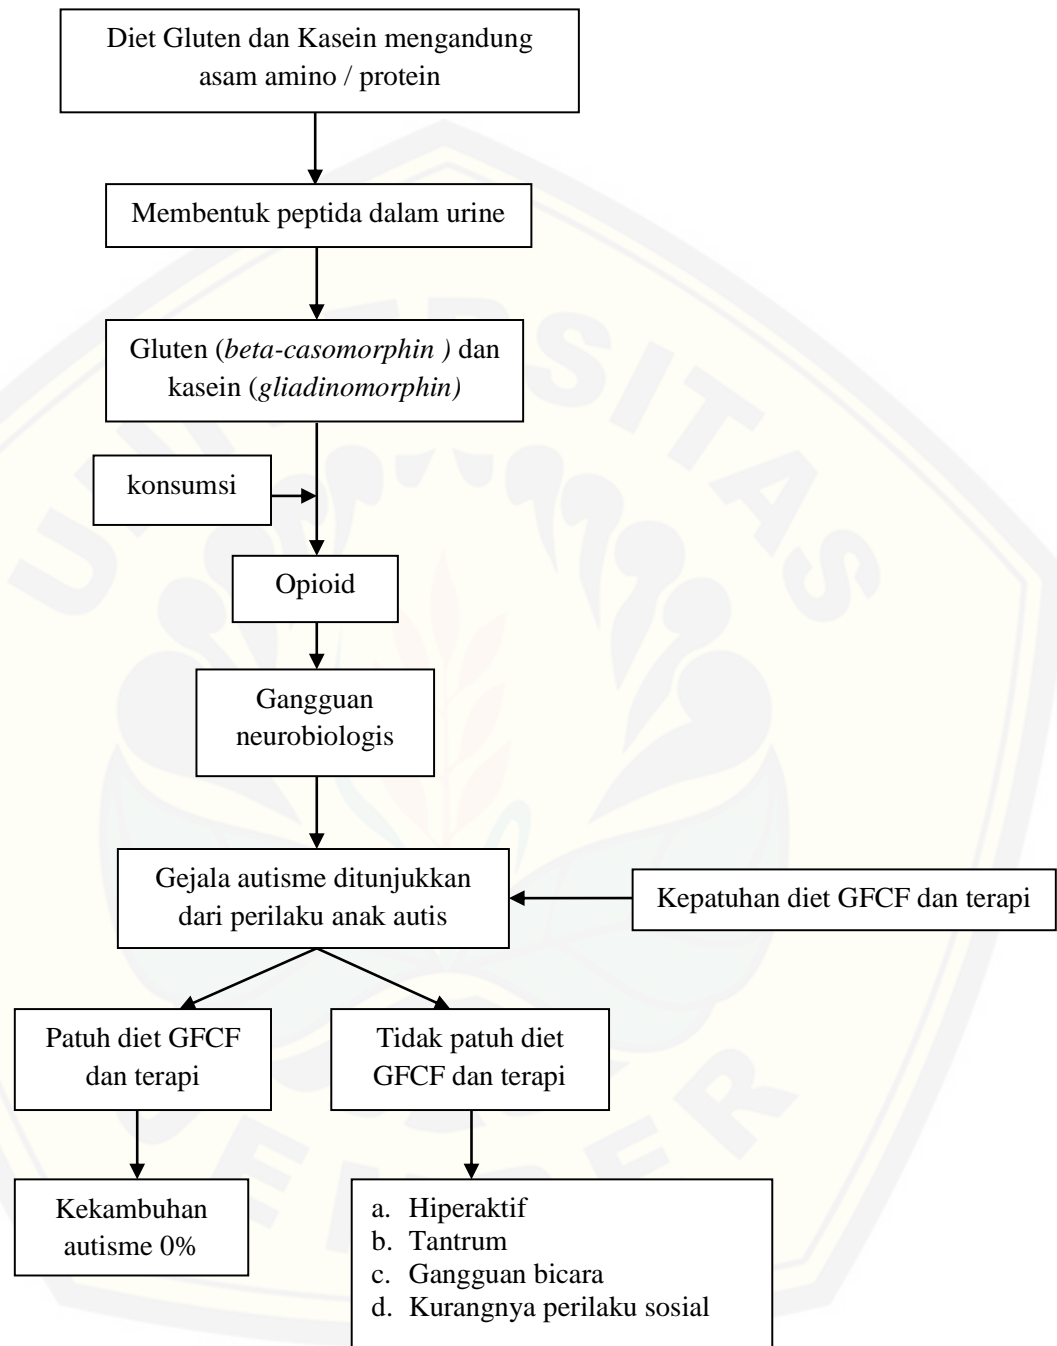 Diet Gluten dan Kasein mengandung
asam amino / protein
Membentuk peptida dalam urine
Gluten (beta-casomorphin ) dan
kasein (gliadinomorphin)
konsumsi
Opioid
Gangguan
neurobiologis
Gejala autisme ditunjukkan
dari perilaku anak autis
Kepatuhan diet GFCF dan terapi
Patuh diet GFCF
dan terapi
Tidak patuh diet
GFCF dan terapi
Kekambuhan
autisme 0%
a. Hiperaktif
b. Tantrum
c. Gangguan bicara
d. Kurangnya perilaku sosial
UNIVERSITAS
JEMBER